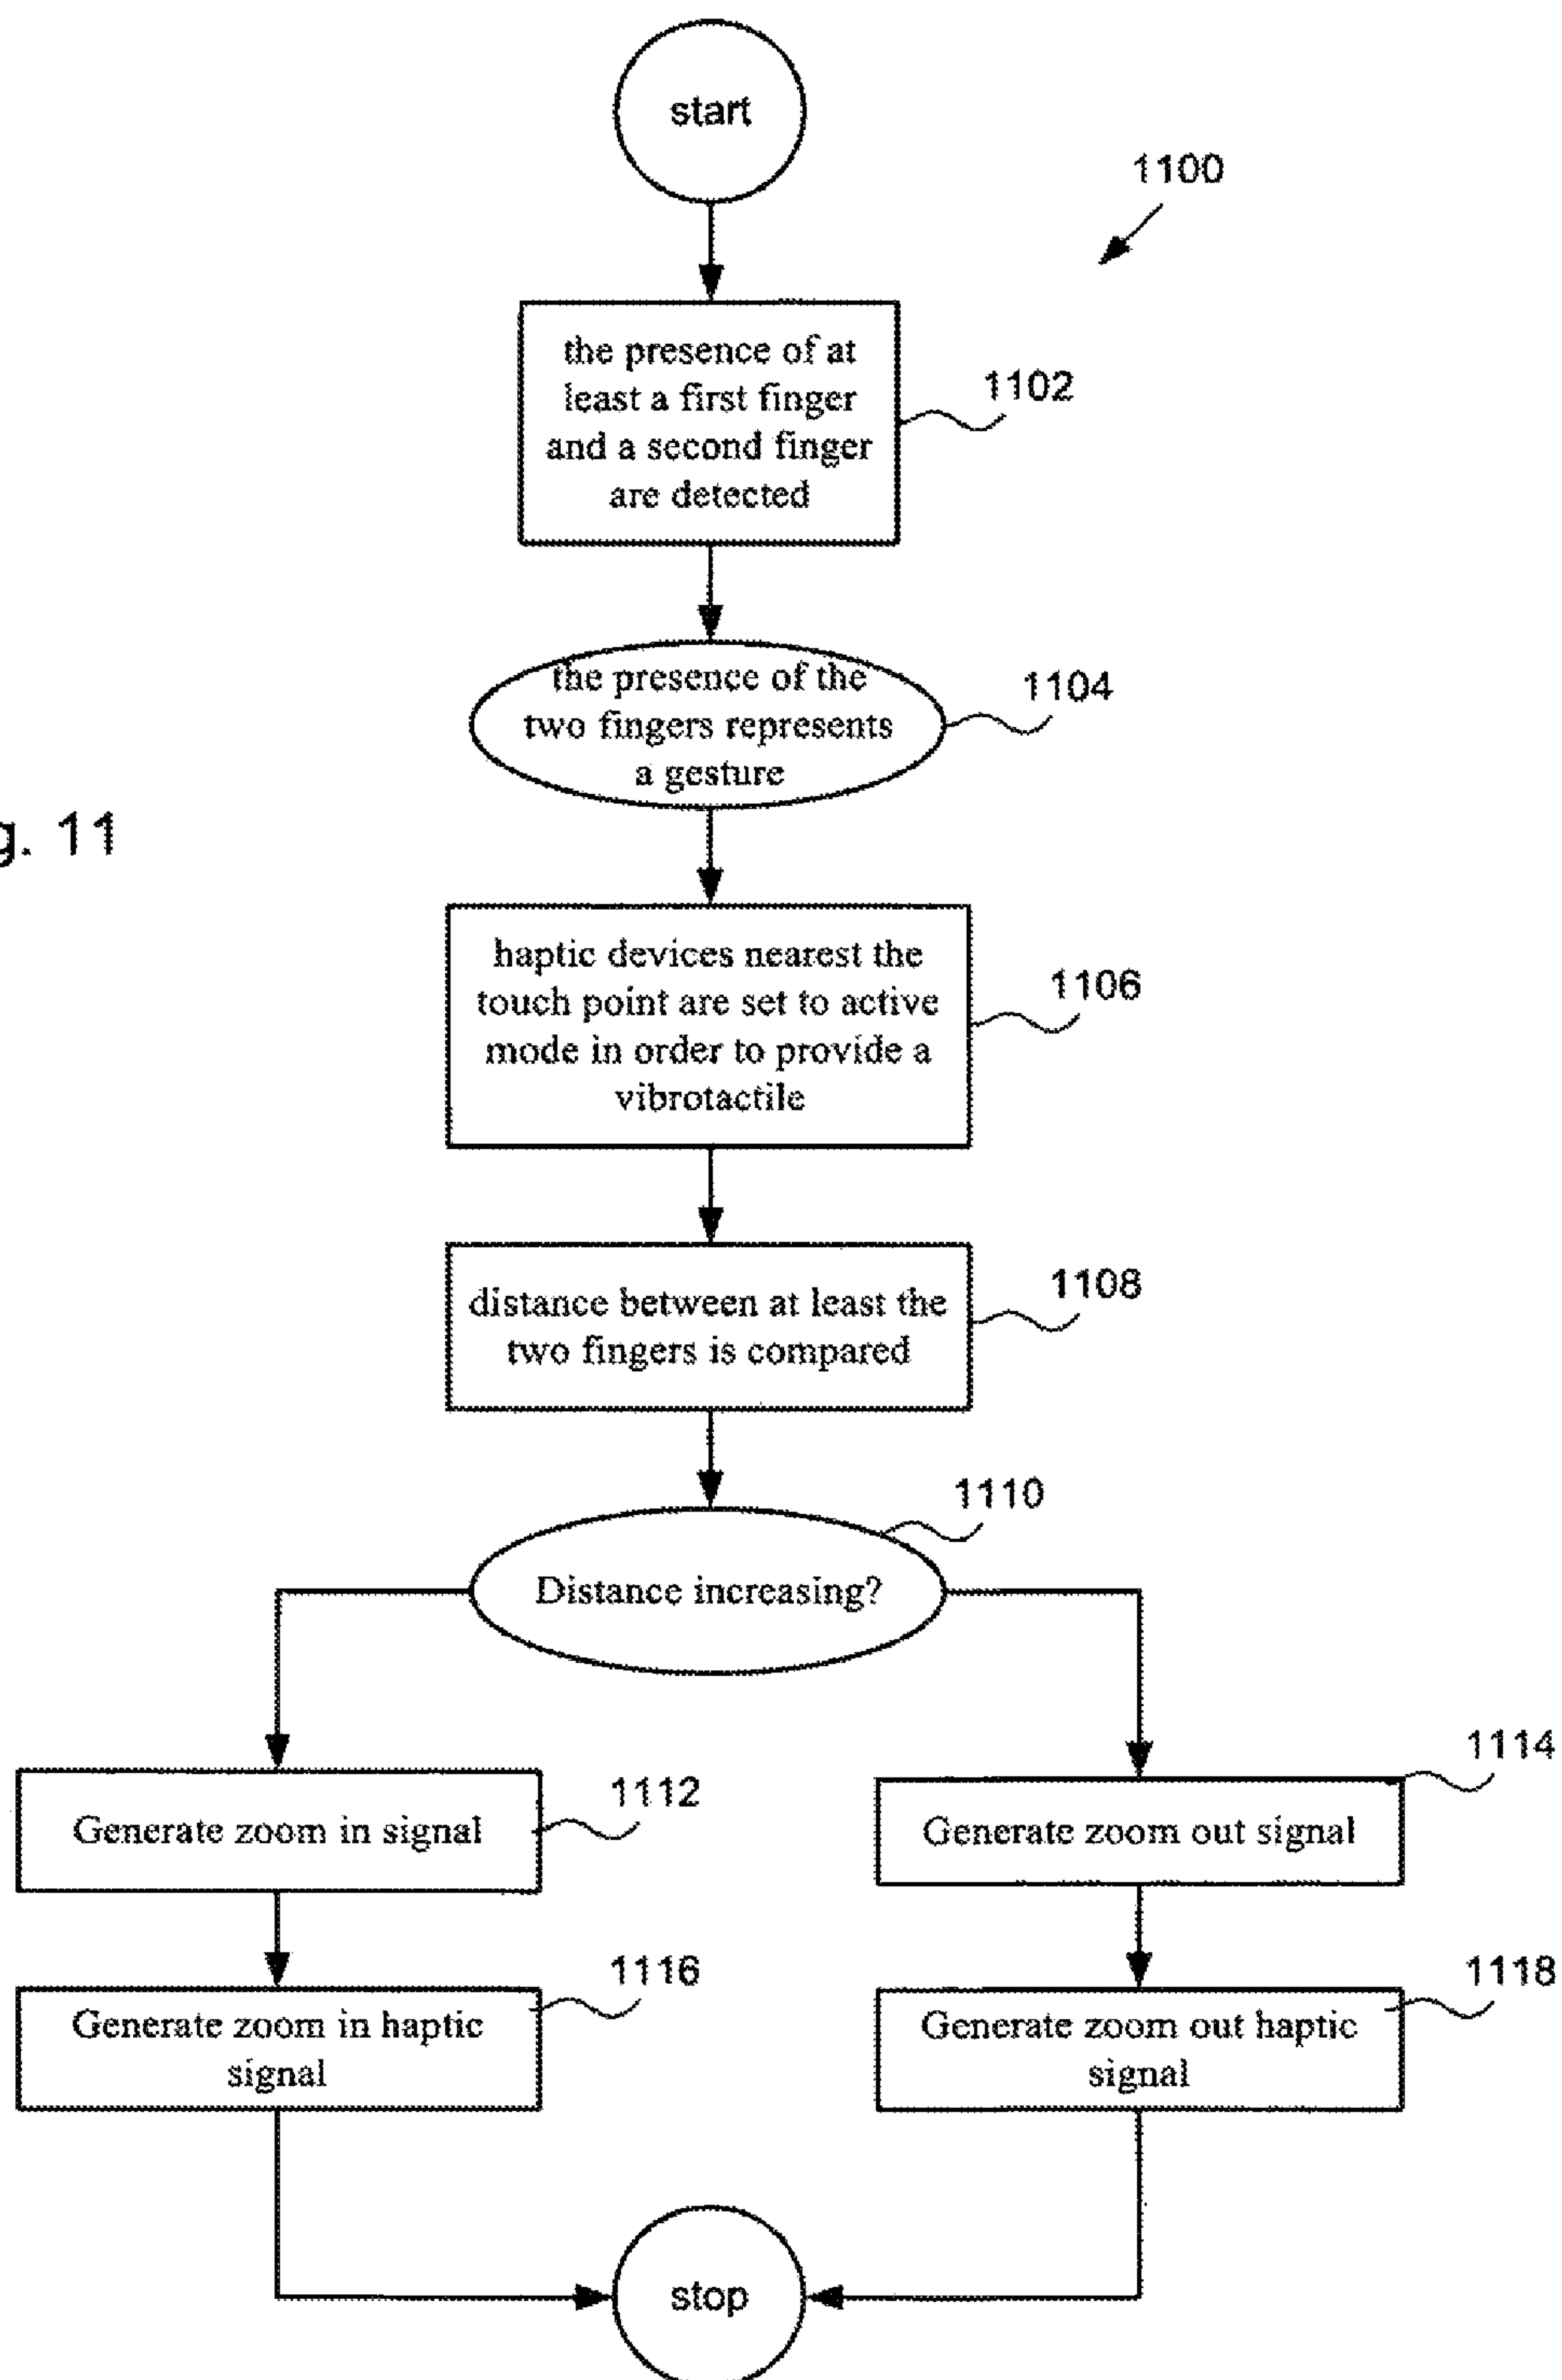 start
1100
the presence of at
least a first finger
and a second finger
are detected
1102
the presence of the
two fingers represents
a gesture
1104
g. 11
haptic devices nearest the
touch point are set to active
mode in order to provide a
vibrotactile
1106
distance between at least the
two fingers is compared
1108
1110
Distance increasing?
1112
Generate zoom in signal
1114
Generate zoom out signal
1116
Generate zoom in haptic
signal
1118
Generate zoom out haptic
signal
stop